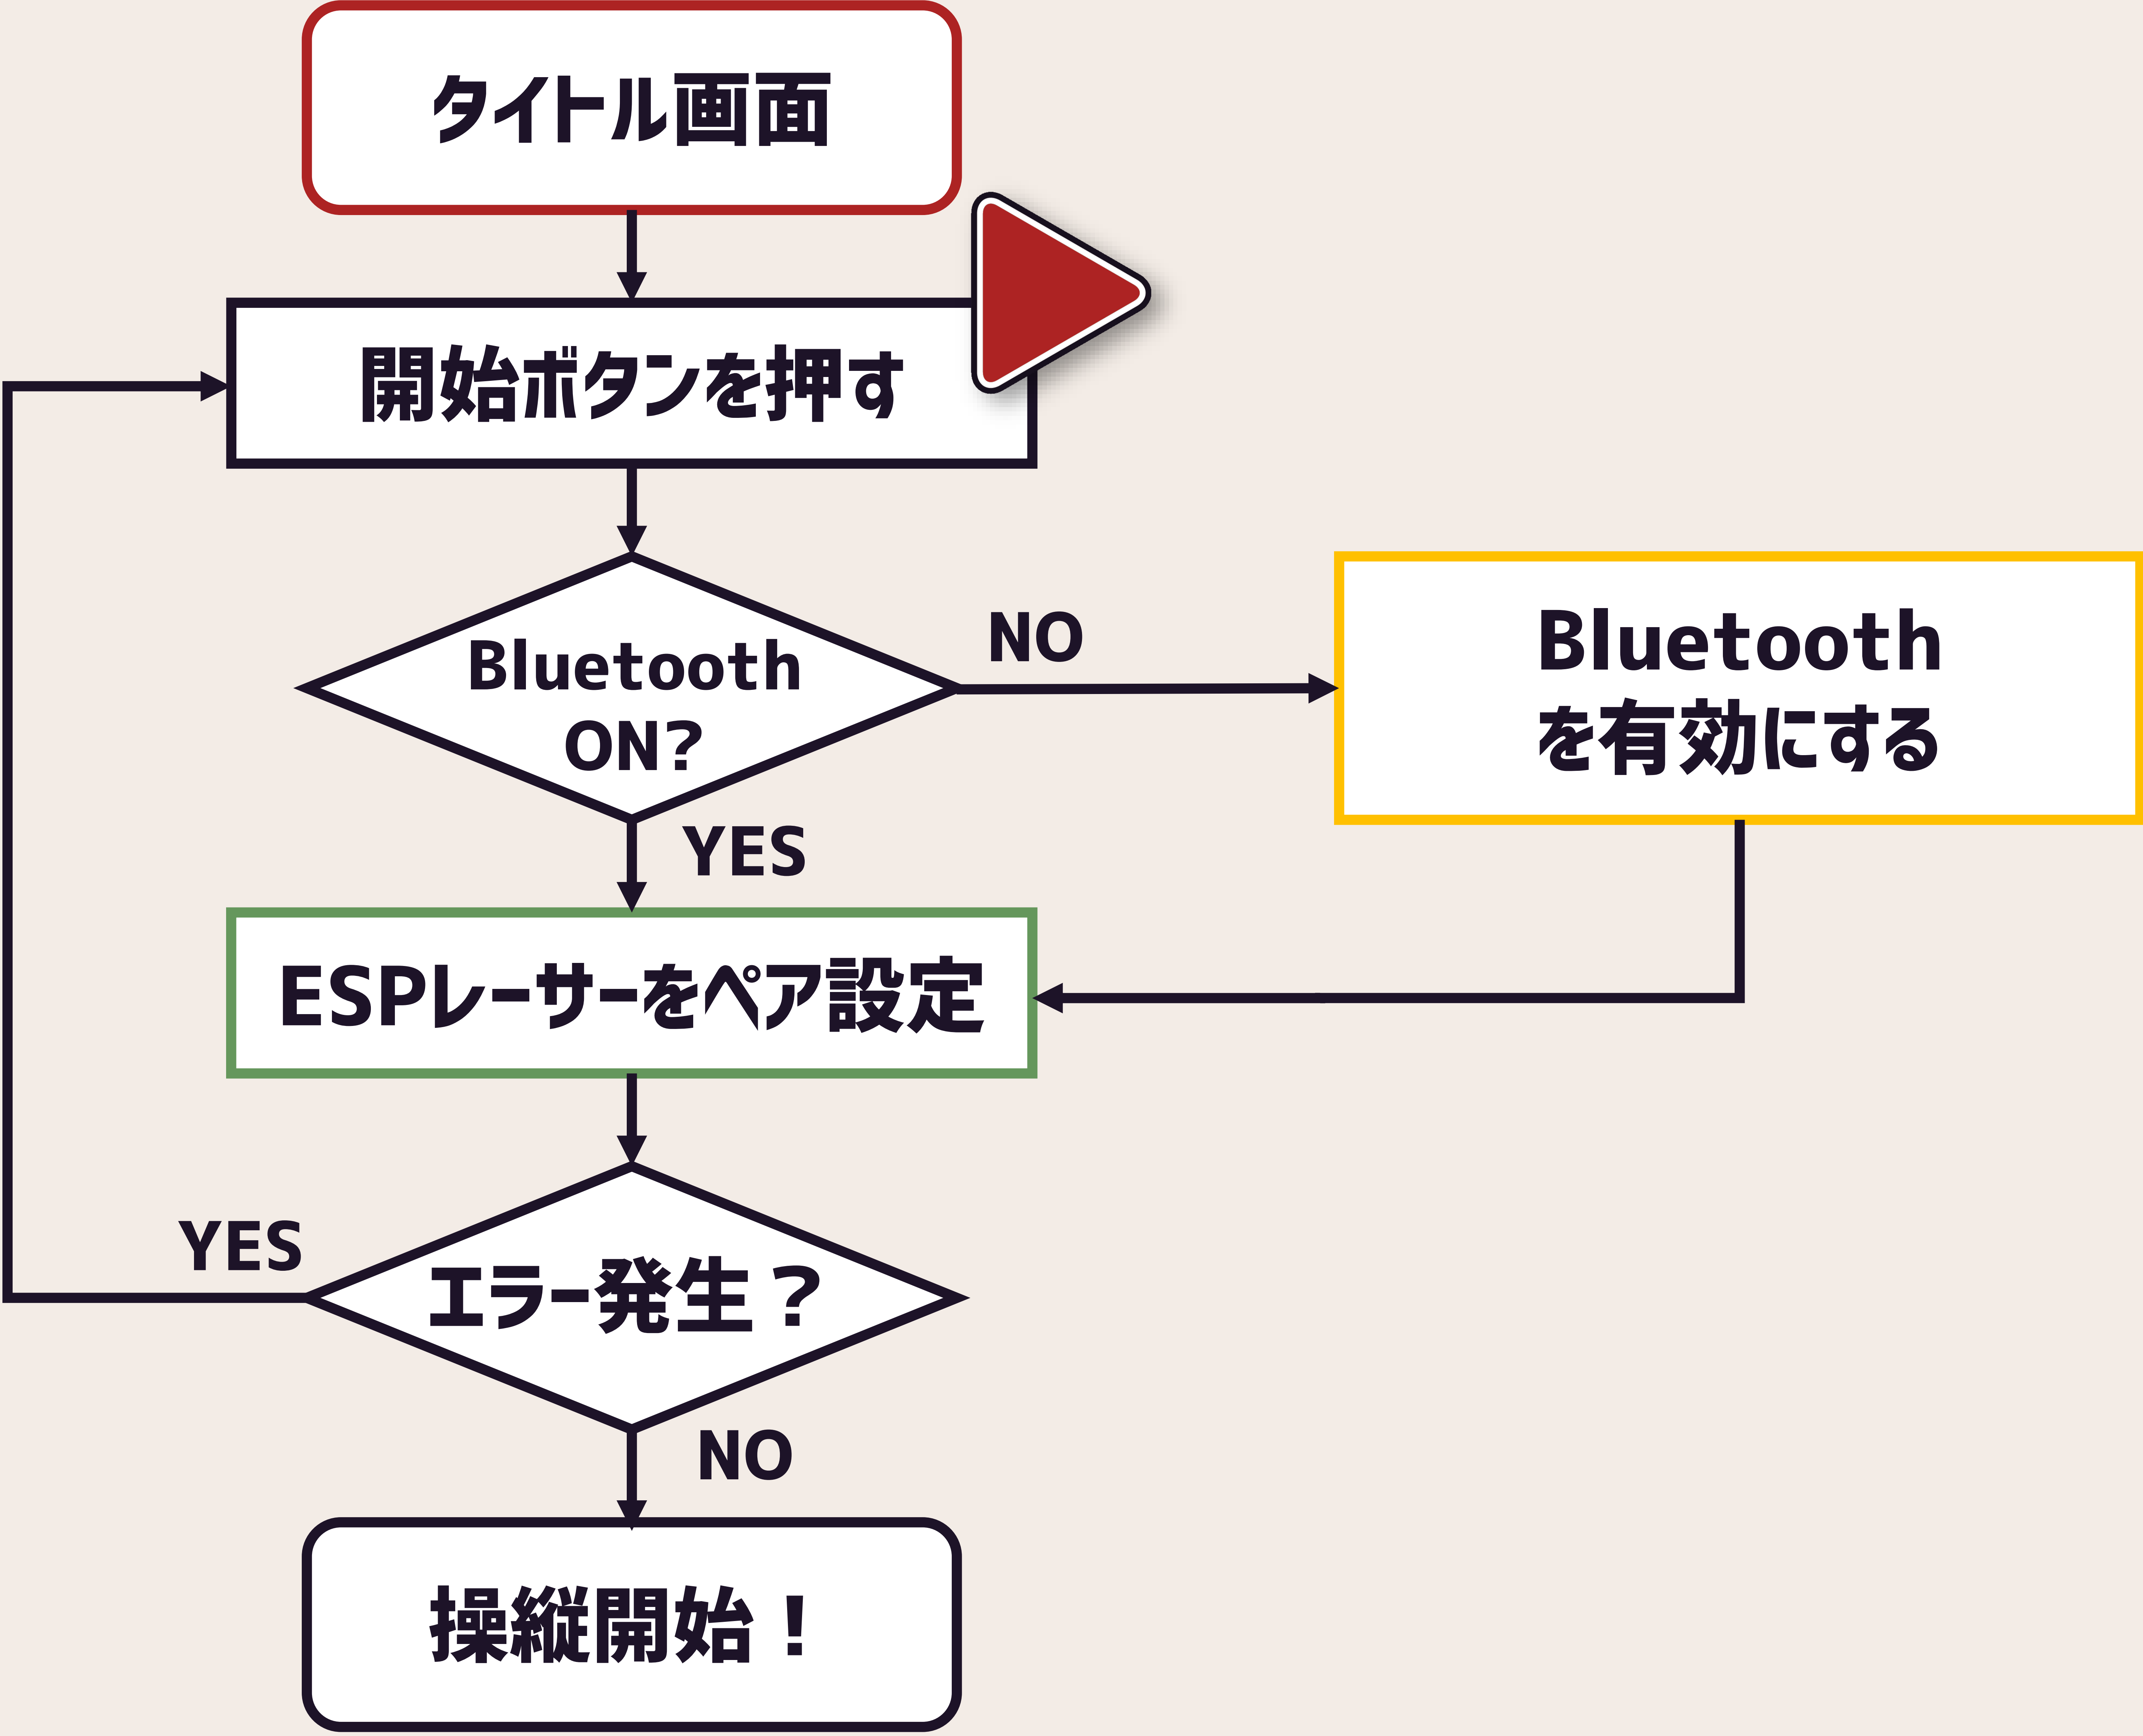 タイトル画面
開始ボタンを押す
Bluetooth
ON?
NO
Bluetooth
を有効にする
YES
ESPレーサーをペア設定
YES
エラー発生？
NO
操縦開始！